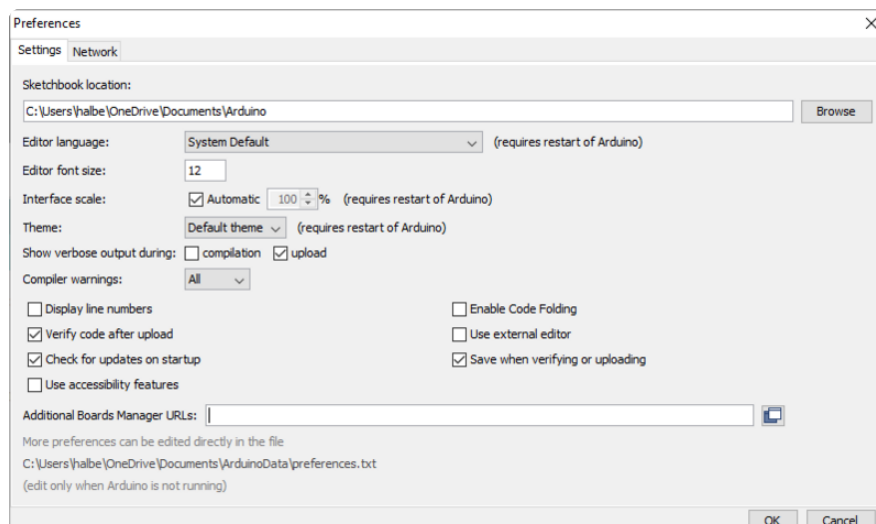 Preferences
Settings Network
Sketchbook location:
C:\Users\halbe\OneDrive\Documents\Arduino Browse
Editor language: System Default (requires restart of Arduino)
Editor font size: 12
Interface scale: Automatic 100 % (requires restart of Arduino)
Theme: Default theme (requires restart of Arduino)
Show verbose output during: compilation upload
Compiler warnings: All
Display line numbers Enable Code Folding
Verify code after upload Use external editor
Check for updates on startup Save when verifying or uploading
Use accessibility features
Additional Boards Manager URLs:
More preferences can be edited directly in the file
C:\Users\halbe\OneDrive\Documents\ArduinoData\preferences.txt
(edit only when Arduino is not running)
OK Cancel